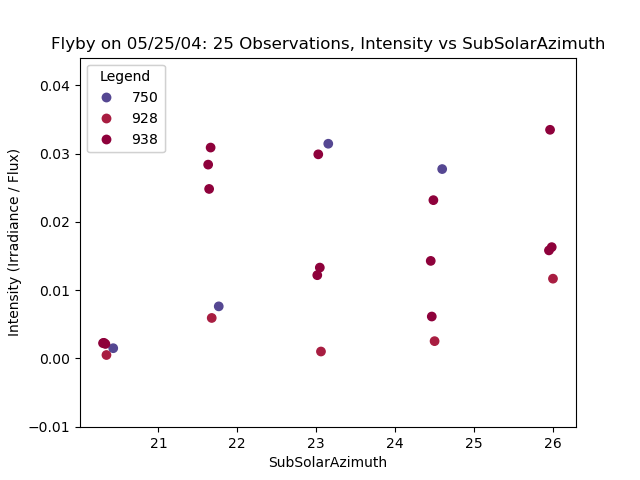 Flyby on 05/25/04: 25 Observations, Intensity vs SubSolarAzimuth
Legend
750
928
938
0.04
0.03
0.02
0.01
0.00
−0.01
Intensity (Irradiance / Flux)
21 22 23 24 25 26
SubSolarAzimuth